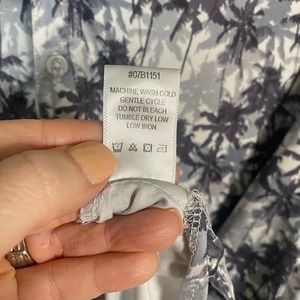 #07B1151
MACHINE WASH COLD
GENTLE CYCLE
DO NOT BLEACH
TUMBLE DRY LOW
LOW IRON